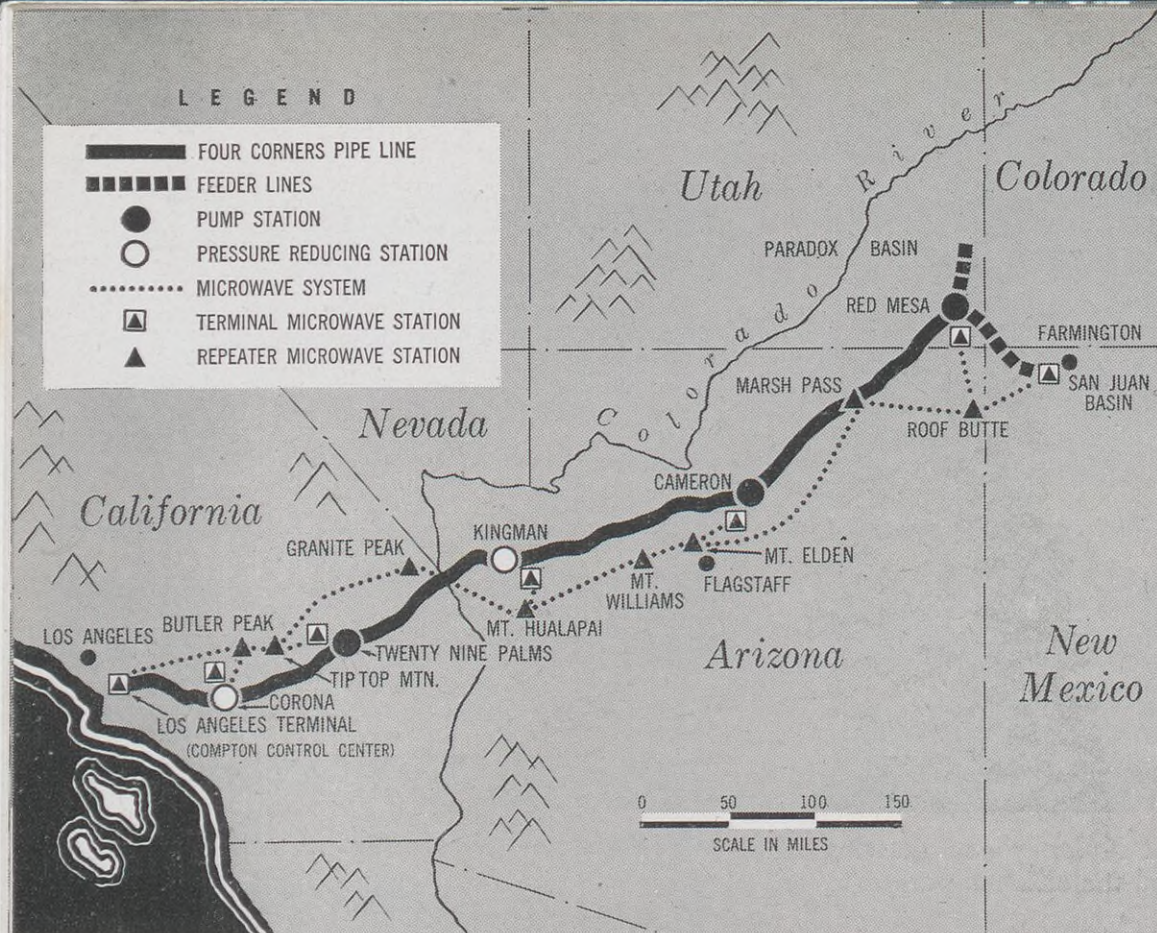 LEGEND
FOUR CORNERS PIPE LINE
FEEDER LINES
PUMP STATION
PRESSURE REDUCING STATION
MICROWAVE SYSTEM
TERMINAL MICROWAVE STATION
REPEATER MICROWAVE STATION
Utah
Colorado
Colorado River
PARADOX BASIN
RED MESA
FARMINGTON
SAN JUAN
BASIN
MARSH PASS
ROOF BUTTE
Nevada
CAMERON
California
KINGMAN
GRANITE PEAK
MT. ELDEN
FLAGSTAFF
MT.
WILLIAMS
MT. HUALAPAI
BUTLER PEAK
LOS ANGELES
TWENTY NINE PALMS
TIP TOP MTN.
CORONA
LOS ANGELES TERMINAL
(COMPTON CONTROL CENTER)
Arizona
New
Mexico
0 50 100 150
SCALE IN MILES